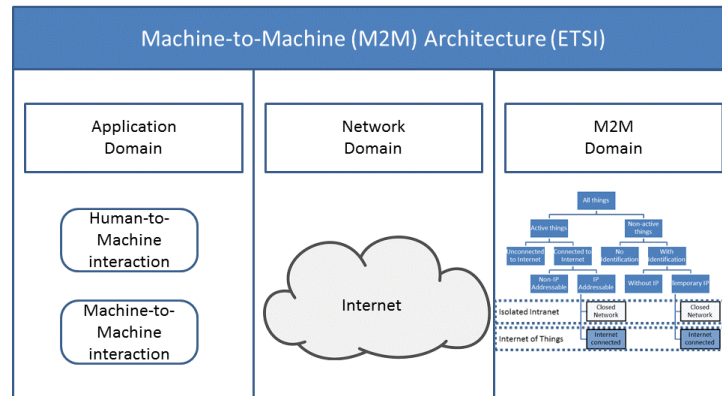 Machine-to-Machine (M2M) Architecture (ETSI)
Application
Domain
Network
Domain
M2M
Domain
Human-to-
Machine
interaction
Machine-to-
Machine
interaction
Internet
All things
Active things
Non-active
things
Unconnected
to Internet
Connected to
Internet
No
Identification
With
Identification
Non-IP
Addressable
IP
Addressable
Without IP
Temporary IP
Isolated Intranet
Closed
Network
Closed
Network
Internet of Things
Internet
connected
Internet
connected